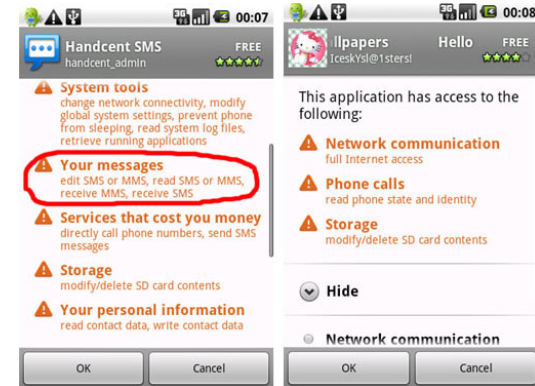 00:07
Handcent SMS FREE
handcent_admin
System tools
change network connectivity, modify
global system settings, prevent phone
from sleeping, read system log files,
retrieve running applications
Your messages
edit SMS or MMS, read SMS or MMS,
receive MMS, receive SMS
Services that cost you money
directly call phone numbers, send SMS
messages
Storage
modify/delete SD card contents
Your personal information
read contact data, write contact data
OK Cancel
00:08
llpapers Hello FREE
IceskYsl@1sters!
This application has access to the
following:
Network communication
full Internet access
Phone calls
read phone state and identity
Storage
modify/delete SD card contents
Hide
Network communication
OK Cancel